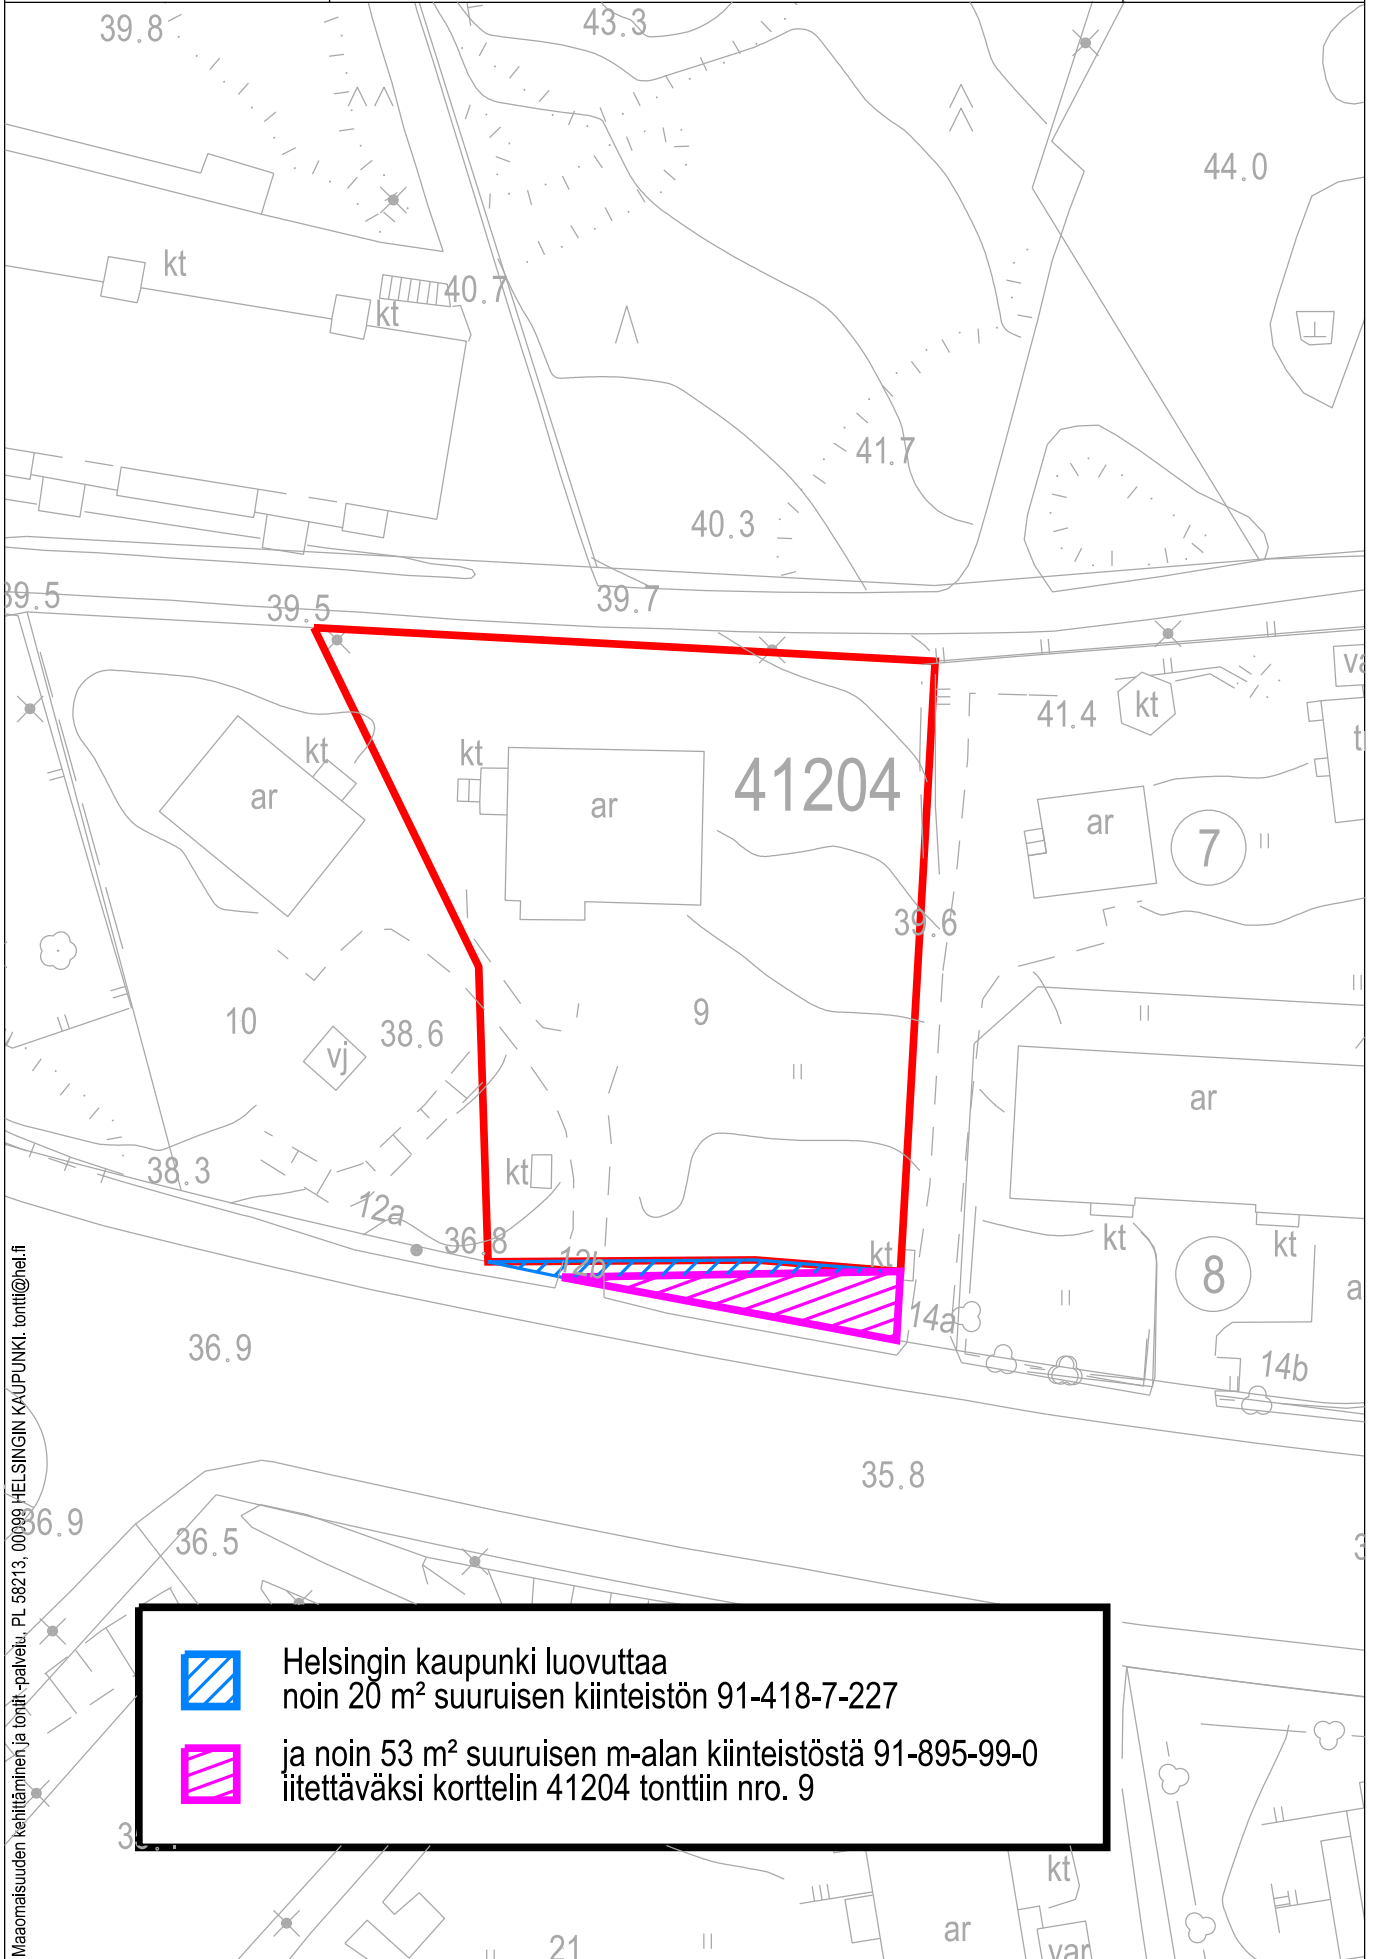 39.8
43.3
44.0
kt
40.7
kt
41.7
40.3
39.5
39.5
39.7
41.4
kt
kt
kt
ar
ar
41204
ar
7
39.6
10
38.6
9
vj
ar
38.3
kt
12a
36.8
12b
kt
kt
kt
8
14a
36.9
14b
35.8
36.9
36.5
Helsingin kaupunki luovuttaa
noin 20 m² suuruisen kiinteistön 91-418-7-227
ja noin 53 m² suuruisen m-alan kiinteistöstä 91-895-99-0
liitettäväksi korttelin 41204 tonttiin nro. 9
kt
ar
var
21
Maaomaisuuden kehittäminen ja tontit -palvelu, PL 58213, 00099 HELSINGIN KAUPUNKI. tontti@hel.fi